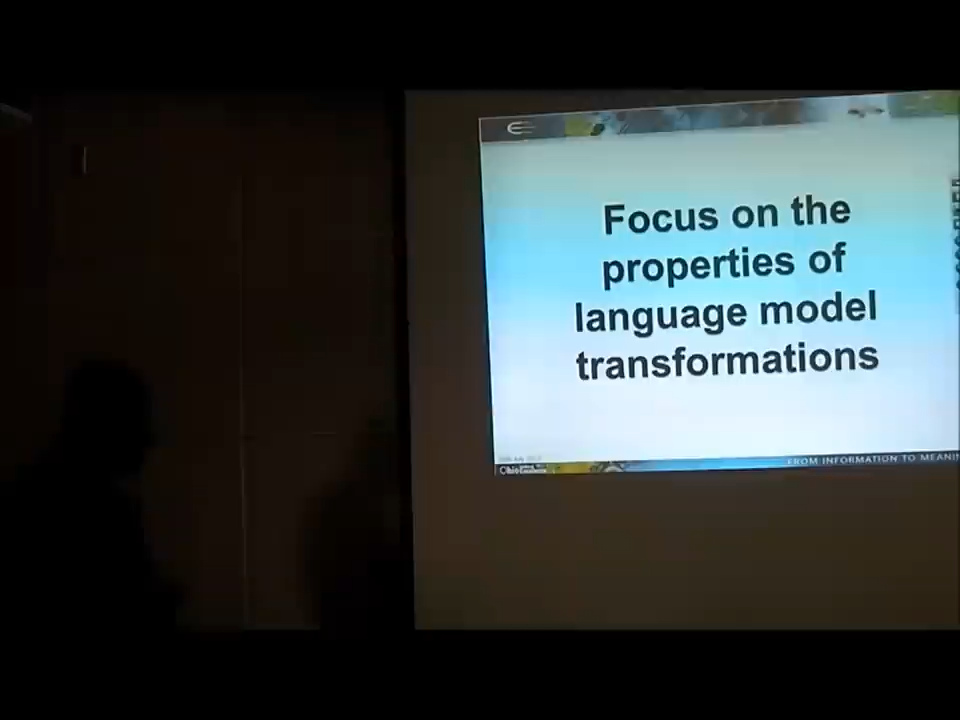 Focus on the
properties of
language model
transformations
FROM INFORMATION TO MEANIN